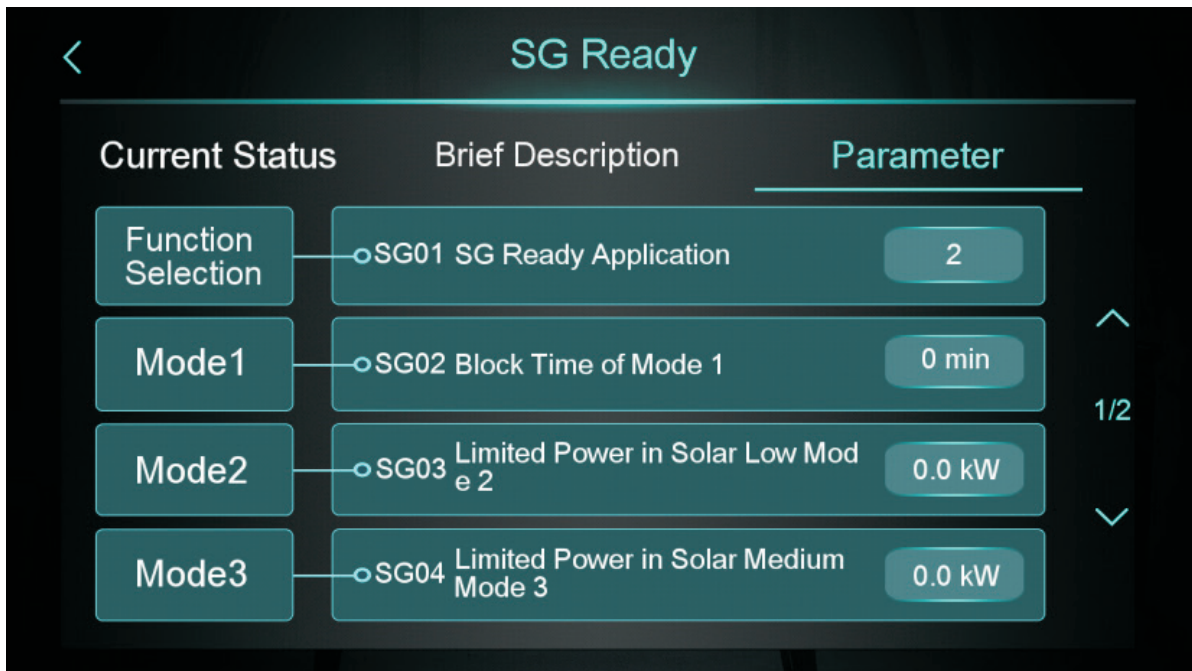 SG Ready
Current Status Brief Description Parameter
Function
Selection
SG01 SG Ready Application 2
Mode1
SG02 Block Time of Mode 1 0 min
1/2
Mode2
SG03 Limited Power in Solar Low Mod
e 2
0.0 kW
Mode3
SG04 Limited Power in Solar Medium
Mode 3
0.0 kW